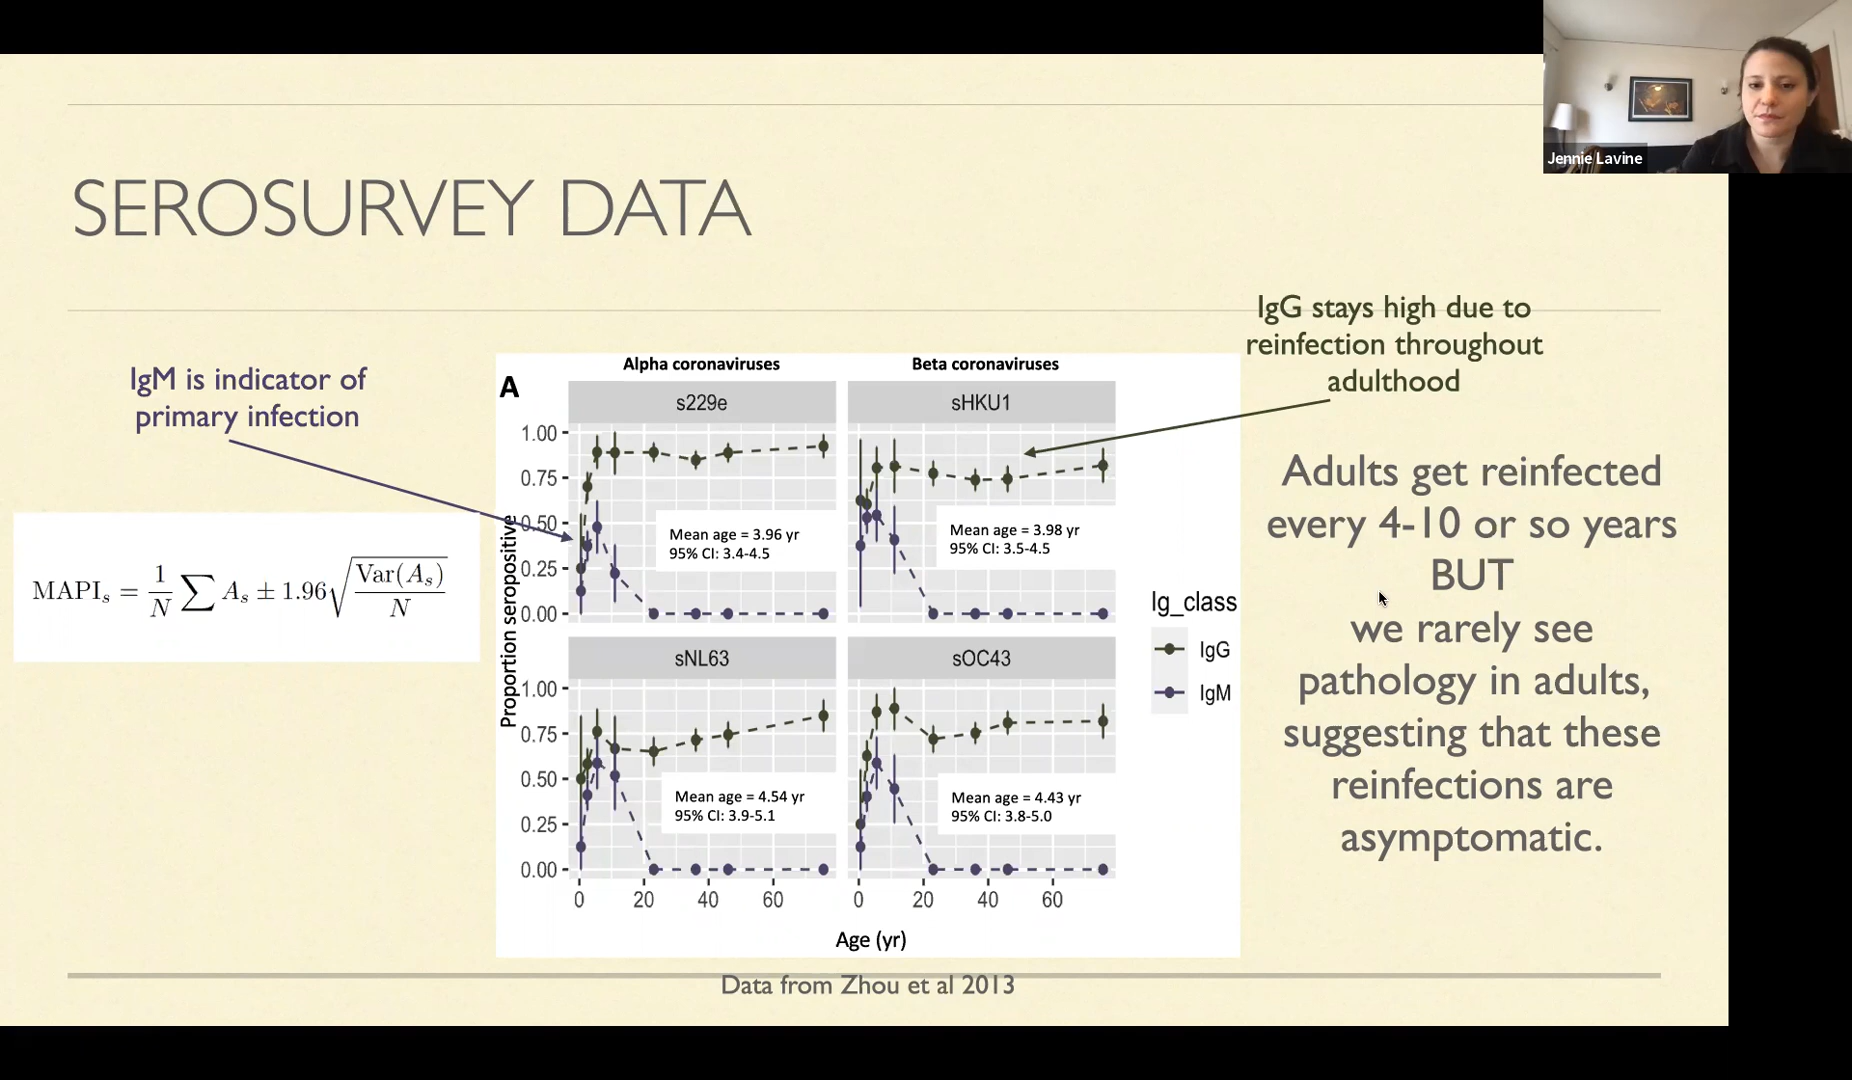 Jennie Lavine
SEROSURVEY DATA
IgM is indicator of
primary infection
MAPI_s = 1/N ∑ A_s ± 1.96 √(Var(A_s)/N)
IgG stays high due to
reinfection throughout
adulthood
Alpha coronaviruses
Beta coronaviruses
A
s229e
sHKU1
1.00
0.75
0.50
0.25
0.00
Mean age = 3.96 yr
95% CI: 3.4-4.5
Mean age = 3.98 yr
95% CI: 3.5-4.5
Proportion seropositive
sNL63
sOC43
1.00
0.75
0.50
0.25
0.00
Mean age = 4.54 yr
95% CI: 3.9-5.1
Mean age = 4.43 yr
95% CI: 3.8-5.0
0 20 40 60
0 20 40 60
Age (yr)
Ig_class
IgG
IgM
Adults get reinfected
every 4-10 or so years
BUT
we rarely see
pathology in adults,
suggesting that these
reinfections are
asymptomatic.
Data from Zhou et al 2013